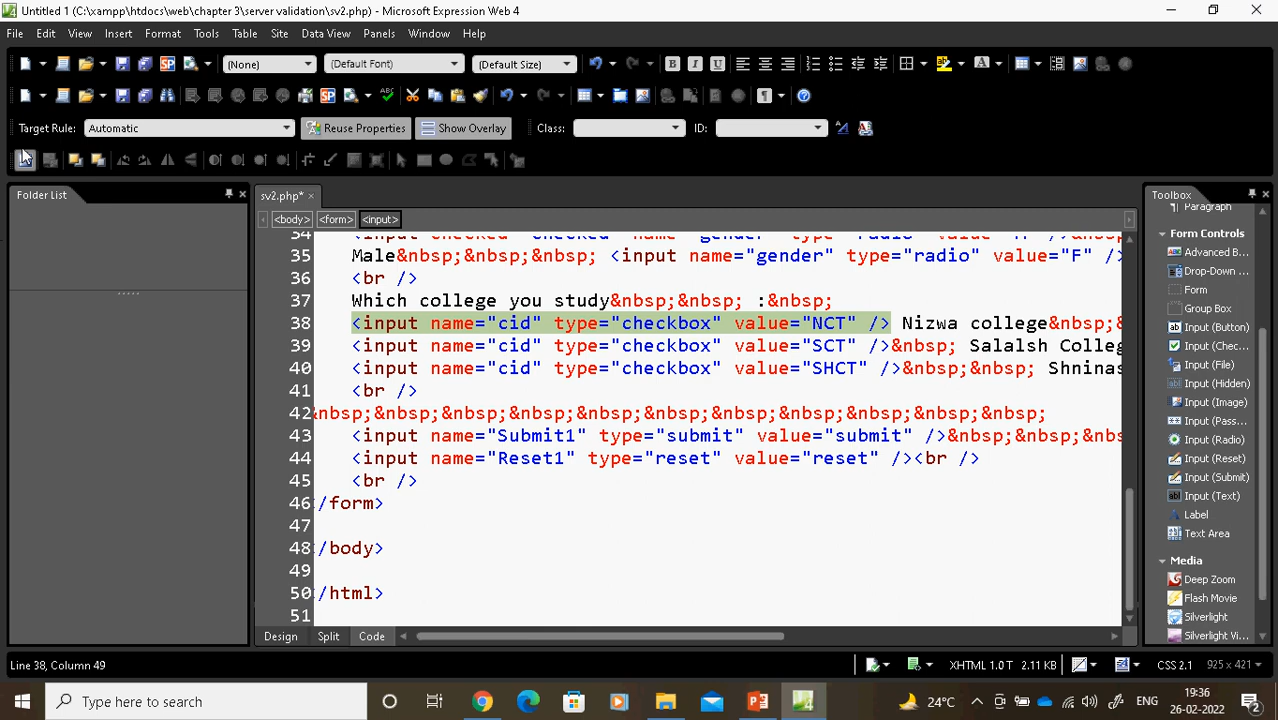 Untitled 1 (C:\xampp\htdocs\web\chapter 3\server validation\sv2.php) - Microsoft Expression Web 4
File Edit View Insert Format Tools Table Site Data View Panels Window Help
(None) (Default Font) (Default Size) B I U A
Target Rule: Automatic Reuse Properties Show Overlay Class: ID:
Folder List
sv2.php*
<body> <form> <input>
35 Male&nbsp;&nbsp;&nbsp; <input name="gender" type="radio" value="F" />
36 <br />
37 Which college you study&nbsp;&nbsp; :&nbsp;
38 <input name="cid" type="checkbox" value="NCT" /> Nizwa college&nbsp;&
39 <input name="cid" type="checkbox" value="SCT" />&nbsp; Salalsh Colleg
40 <input name="cid" type="checkbox" value="SHCT" />&nbsp;&nbsp; Shninas
41 <br />
42 &nbsp;&nbsp;&nbsp;&nbsp;&nbsp;&nbsp;&nbsp;&nbsp;&nbsp;&nbsp;&nbsp;
43 <input name="Submit1" type="submit" value="submit" />&nbsp;&nbsp;&
44 <input name="Reset1" type="reset" value="reset" /><br />
45 <br />
46 /form>
47
48 /body>
49
50 /html>
51
Design Split Code
Toolbox
Paragraph
Form Controls
Advanced B...
Drop-Down ...
Form
Group Box
Input (Button)
Input (Chec...
Input (File)
Input (Hidden)
Input (Image)
Input (Pass...
Input (Radio)
Input (Reset)
Input (Submit)
Input (Text)
Label
Text Area
Media
Deep Zoom
Flash Movie
Silverlight
Silverlight Vi...
Line 38, Column 49 XHTML 1.0 T 2.11 KB CSS 2.1 925 x 421
Type here to search 24°C ENG 19:36
26-02-2022 2